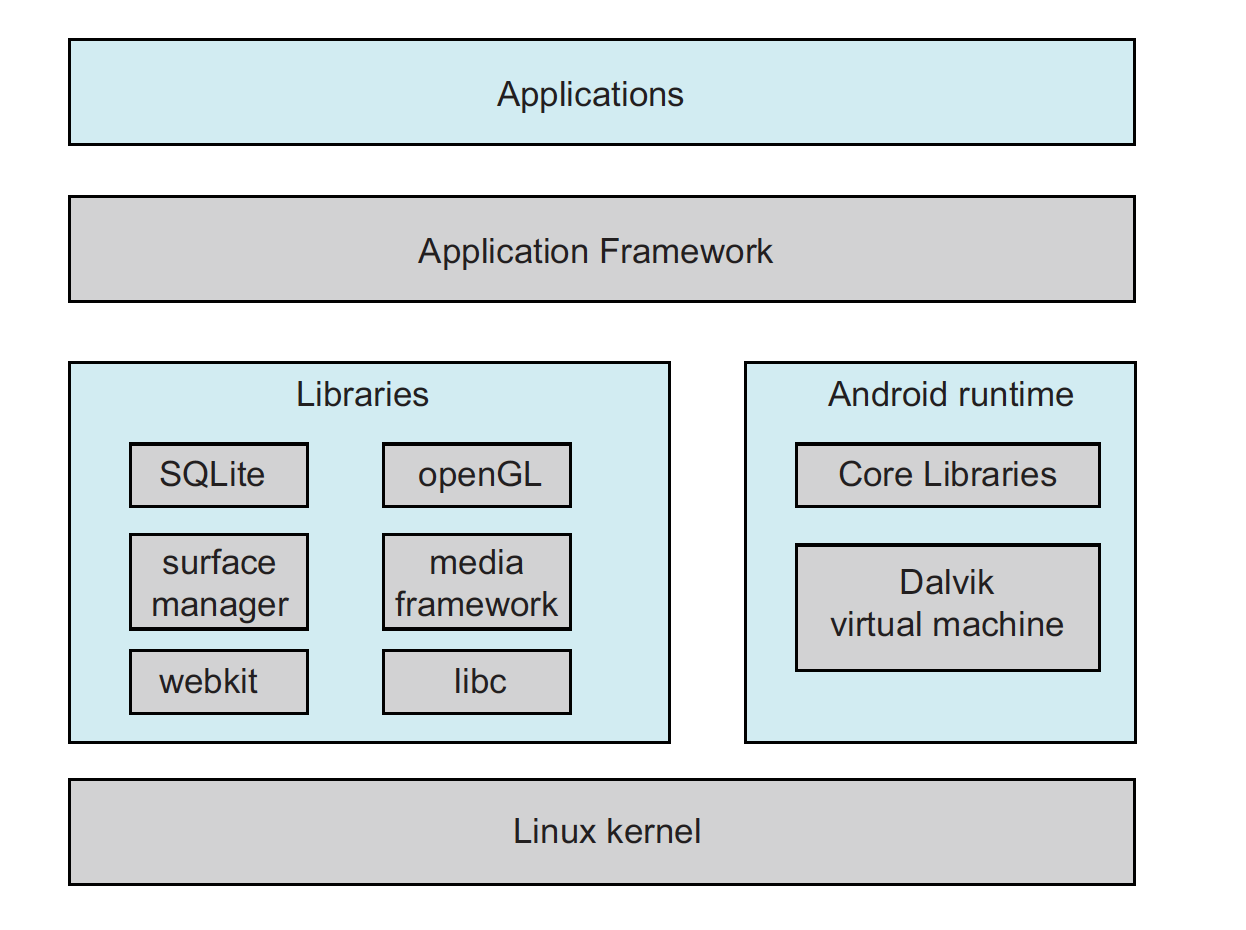 Applications
Application Framework
Libraries
SQLite
openGL
surface
manager
media
framework
webkit
libc
Android runtime
Core Libraries
Dalvik
virtual machine
Linux kernel